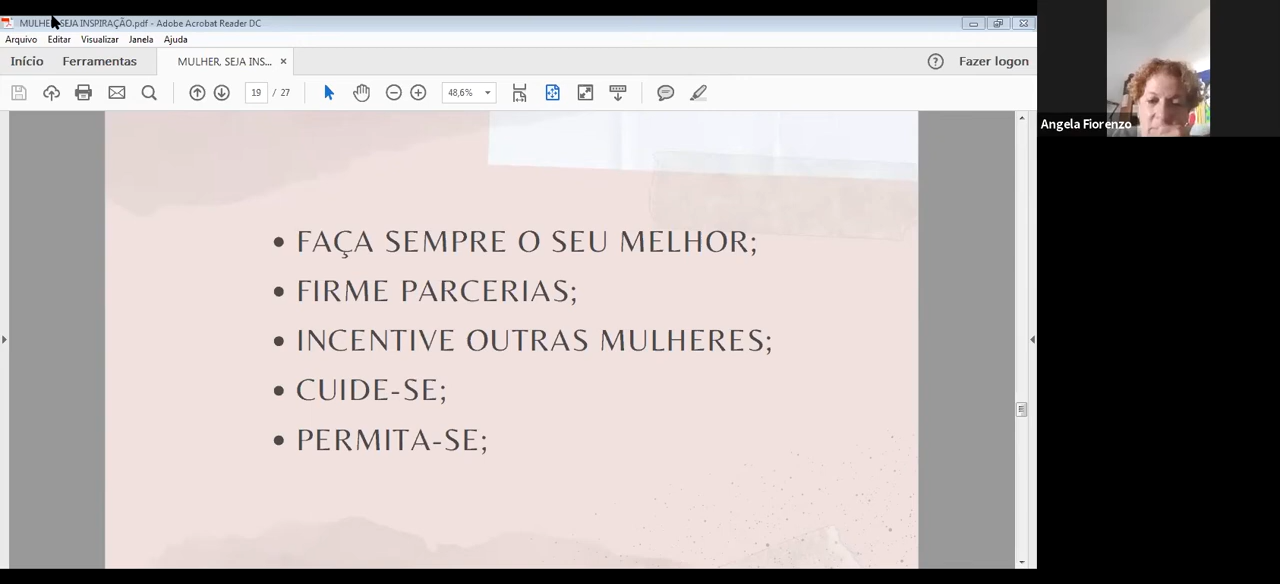 MULHER, SEJA INSPIRAÇÃO.pdf - Adobe Acrobat Reader DC
Arquivo Editar Visualizar Janela Ajuda
Início Ferramentas MULHER, SEJA INS... Fazer logon
19 / 27 48,6%
Angela Fiorenzo
• FAÇA SEMPRE O SEU MELHOR;
• FIRME PARCERIAS;
• INCENTIVE OUTRAS MULHERES;
• CUIDE-SE;
• PERMITA-SE;